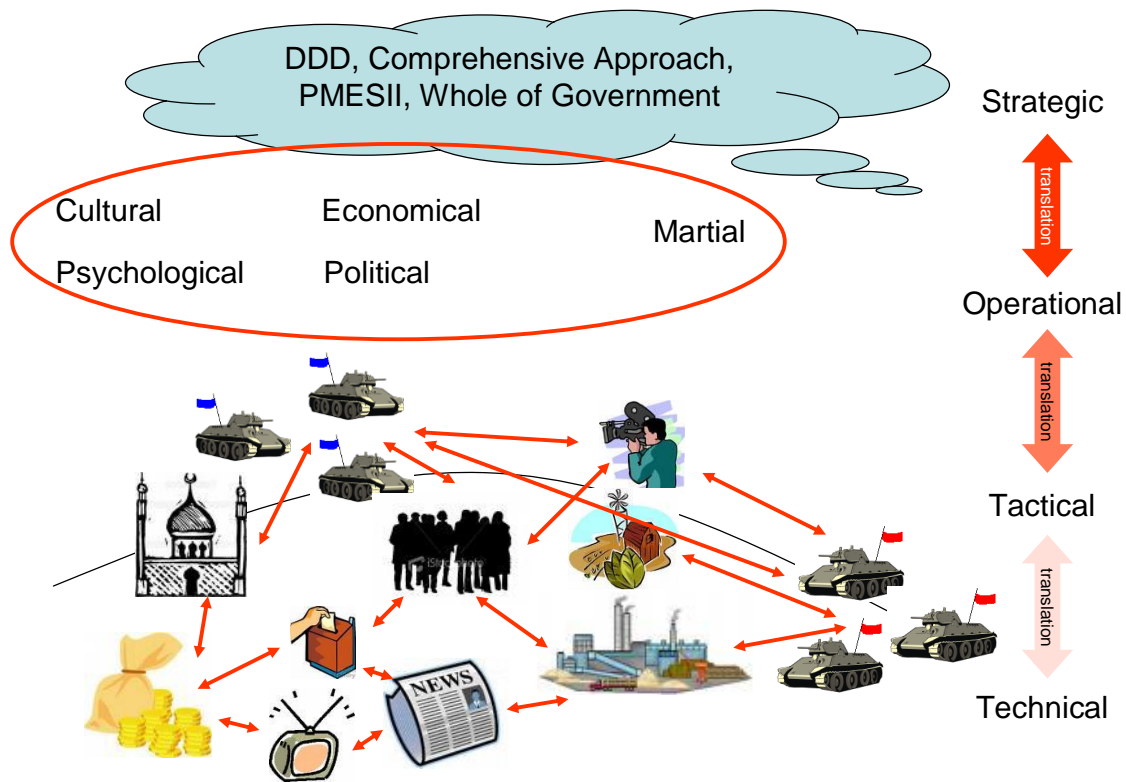 DDD, Comprehensive Approach,
PMESII, Whole of Government
Strategic
translation
Cultural
Economical
Martial
Psychological
Political
Operational
translation
Tactical
translation
NEWS
Technical